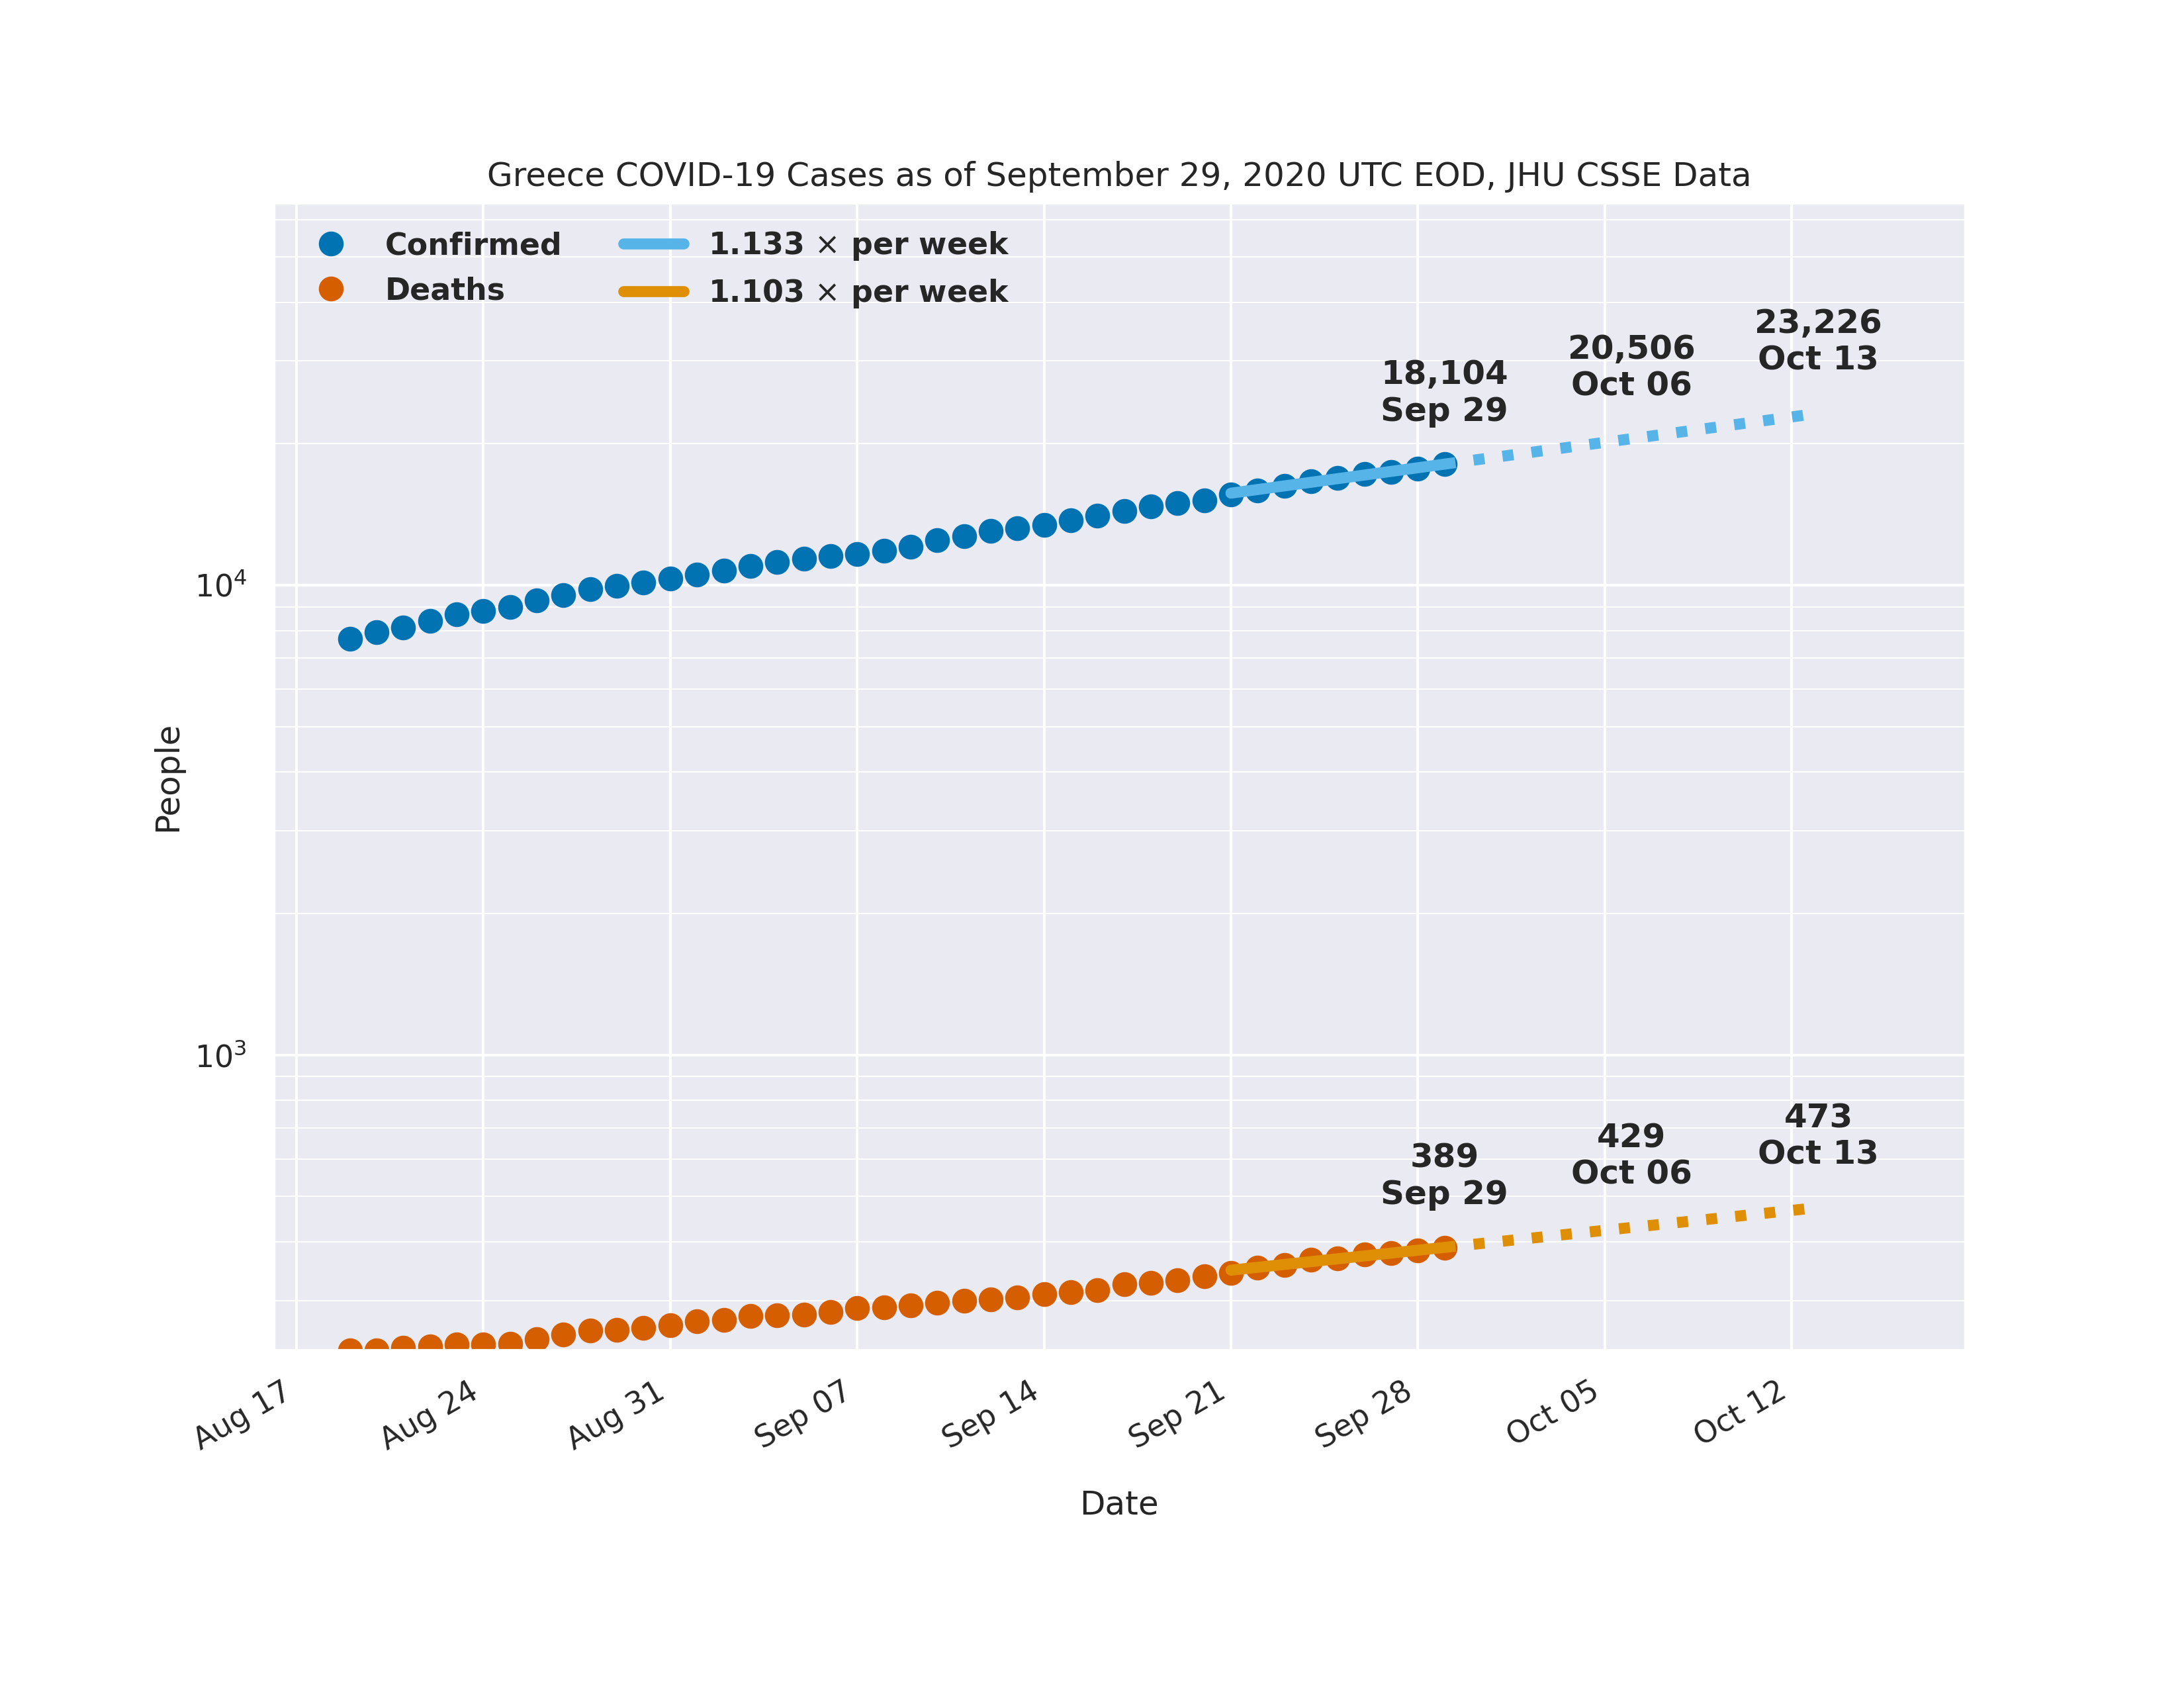 Greece COVID-19 Cases as of September 29, 2020 UTC EOD, JHU CSSE Data
Confirmed
Deaths
1.133 × per week
1.103 × per week
23,226
Oct 13
20,506
Oct 06
18,104
Sep 29
10⁴
People
10³
473
Oct 13
429
Oct 06
389
Sep 29
Aug 17
Aug 24
Aug 31
Sep 07
Sep 14
Sep 21
Sep 28
Oct 05
Oct 12
Date